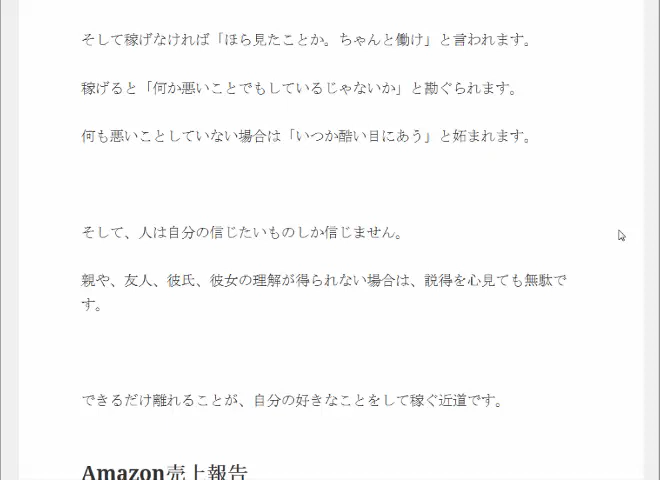 そして稼げなければ「ほら見たことか。ちゃんと働け」と言われます。
稼げると「何か悪いことでもしているじゃないか」と勘ぐられます。
何も悪いことしていない場合は「いつか酷い目にあう」と妬まれます。
そして、人は自分の信じたいものしか信じません。
親や、友人、彼氏、彼女の理解が得られない場合は、説得を心見ても無駄で
す。
できるだけ離れることが、自分の好きなことをして稼ぐ近道です。
Amazon売上報告